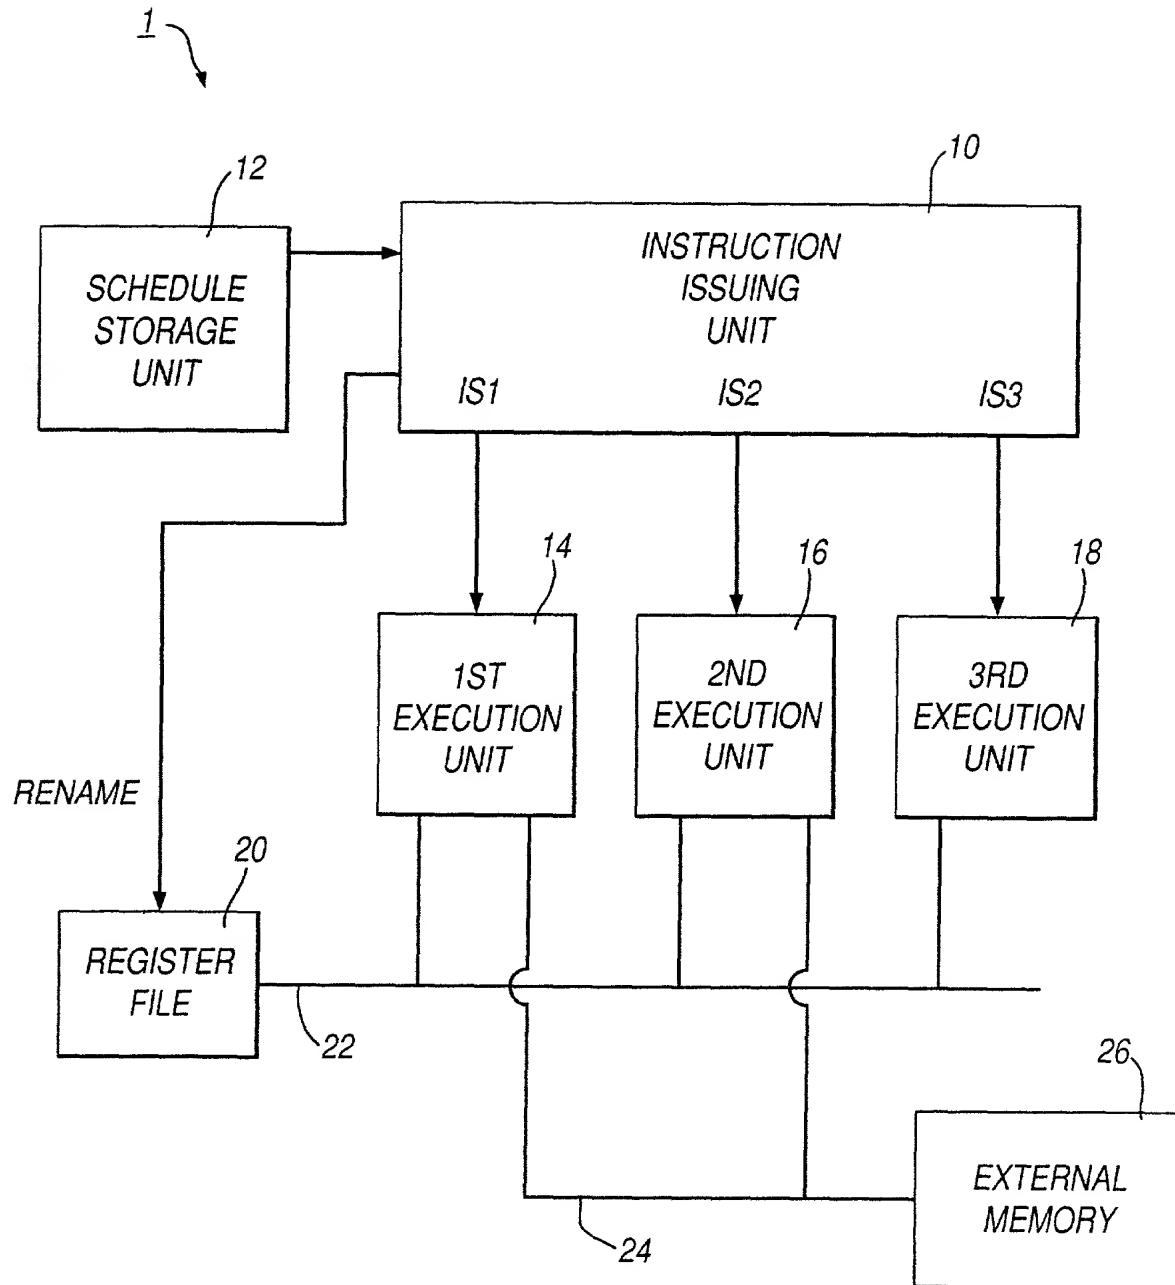 1
12
10
SCHEDULE
STORAGE
UNIT
INSTRUCTION
ISSUING
UNIT
IS1 IS2 IS3
14
16
18
1ST
EXECUTION
UNIT
2ND
EXECUTION
UNIT
3RD
EXECUTION
UNIT
RENAME
20
REGISTER
FILE
22
26
EXTERNAL
MEMORY
24